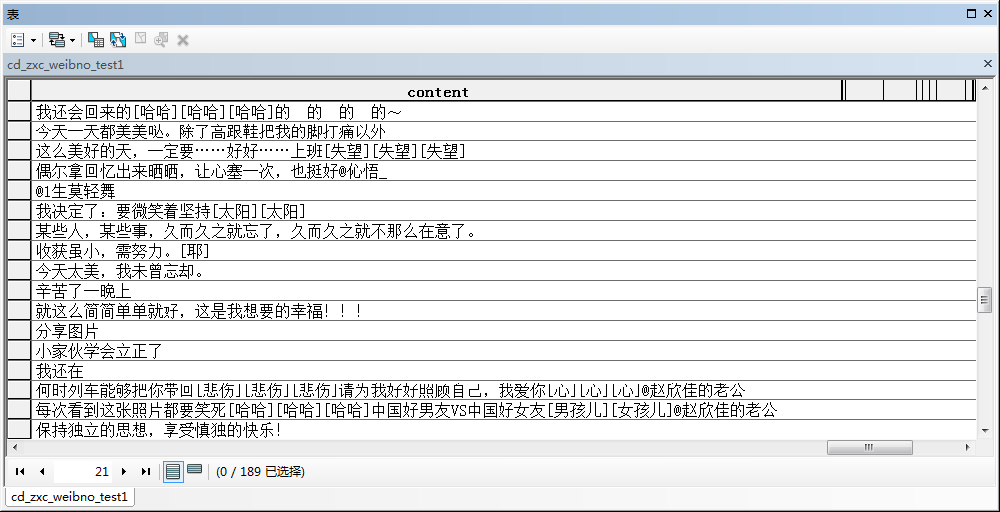 表
cd_zxc_weibno_test1
content
我还会回来的[哈哈][哈哈][哈哈]的 的 的 的～
今天一天都美美哒。除了高跟鞋把我的脚打痛以外
这么美好的天，一定要……好好……上班[失望][失望][失望]
偶尔拿回忆出来晒晒，让心塞一次，也挺好@伈悟_
@1生莫轻舞
我决定了：要微笑着坚持[太阳][太阳]
某些人，某些事，久而久之就忘了，久而久之就不那么在意了。
收获虽小，需努力。[耶]
今天太美，我未曾忘却。
辛苦了一晚上
就这么简简单单就好，这是我想要的幸福！！！
分享图片
小家伙学会立正了！
我还在
何时列车能够把你带回[悲伤][悲伤][悲伤]请为我好好照顾自己，我爱你[心][心][心]@赵欣佳的老公
每次看到这张照片都要笑死[哈哈][哈哈][哈哈]中国好男友VS中国好女友[男孩儿][女孩儿]@赵欣佳的老公
保持独立的思想，享受慎独的快乐！
21 (0 / 189 已选择)
cd_zxc_weibno_test1